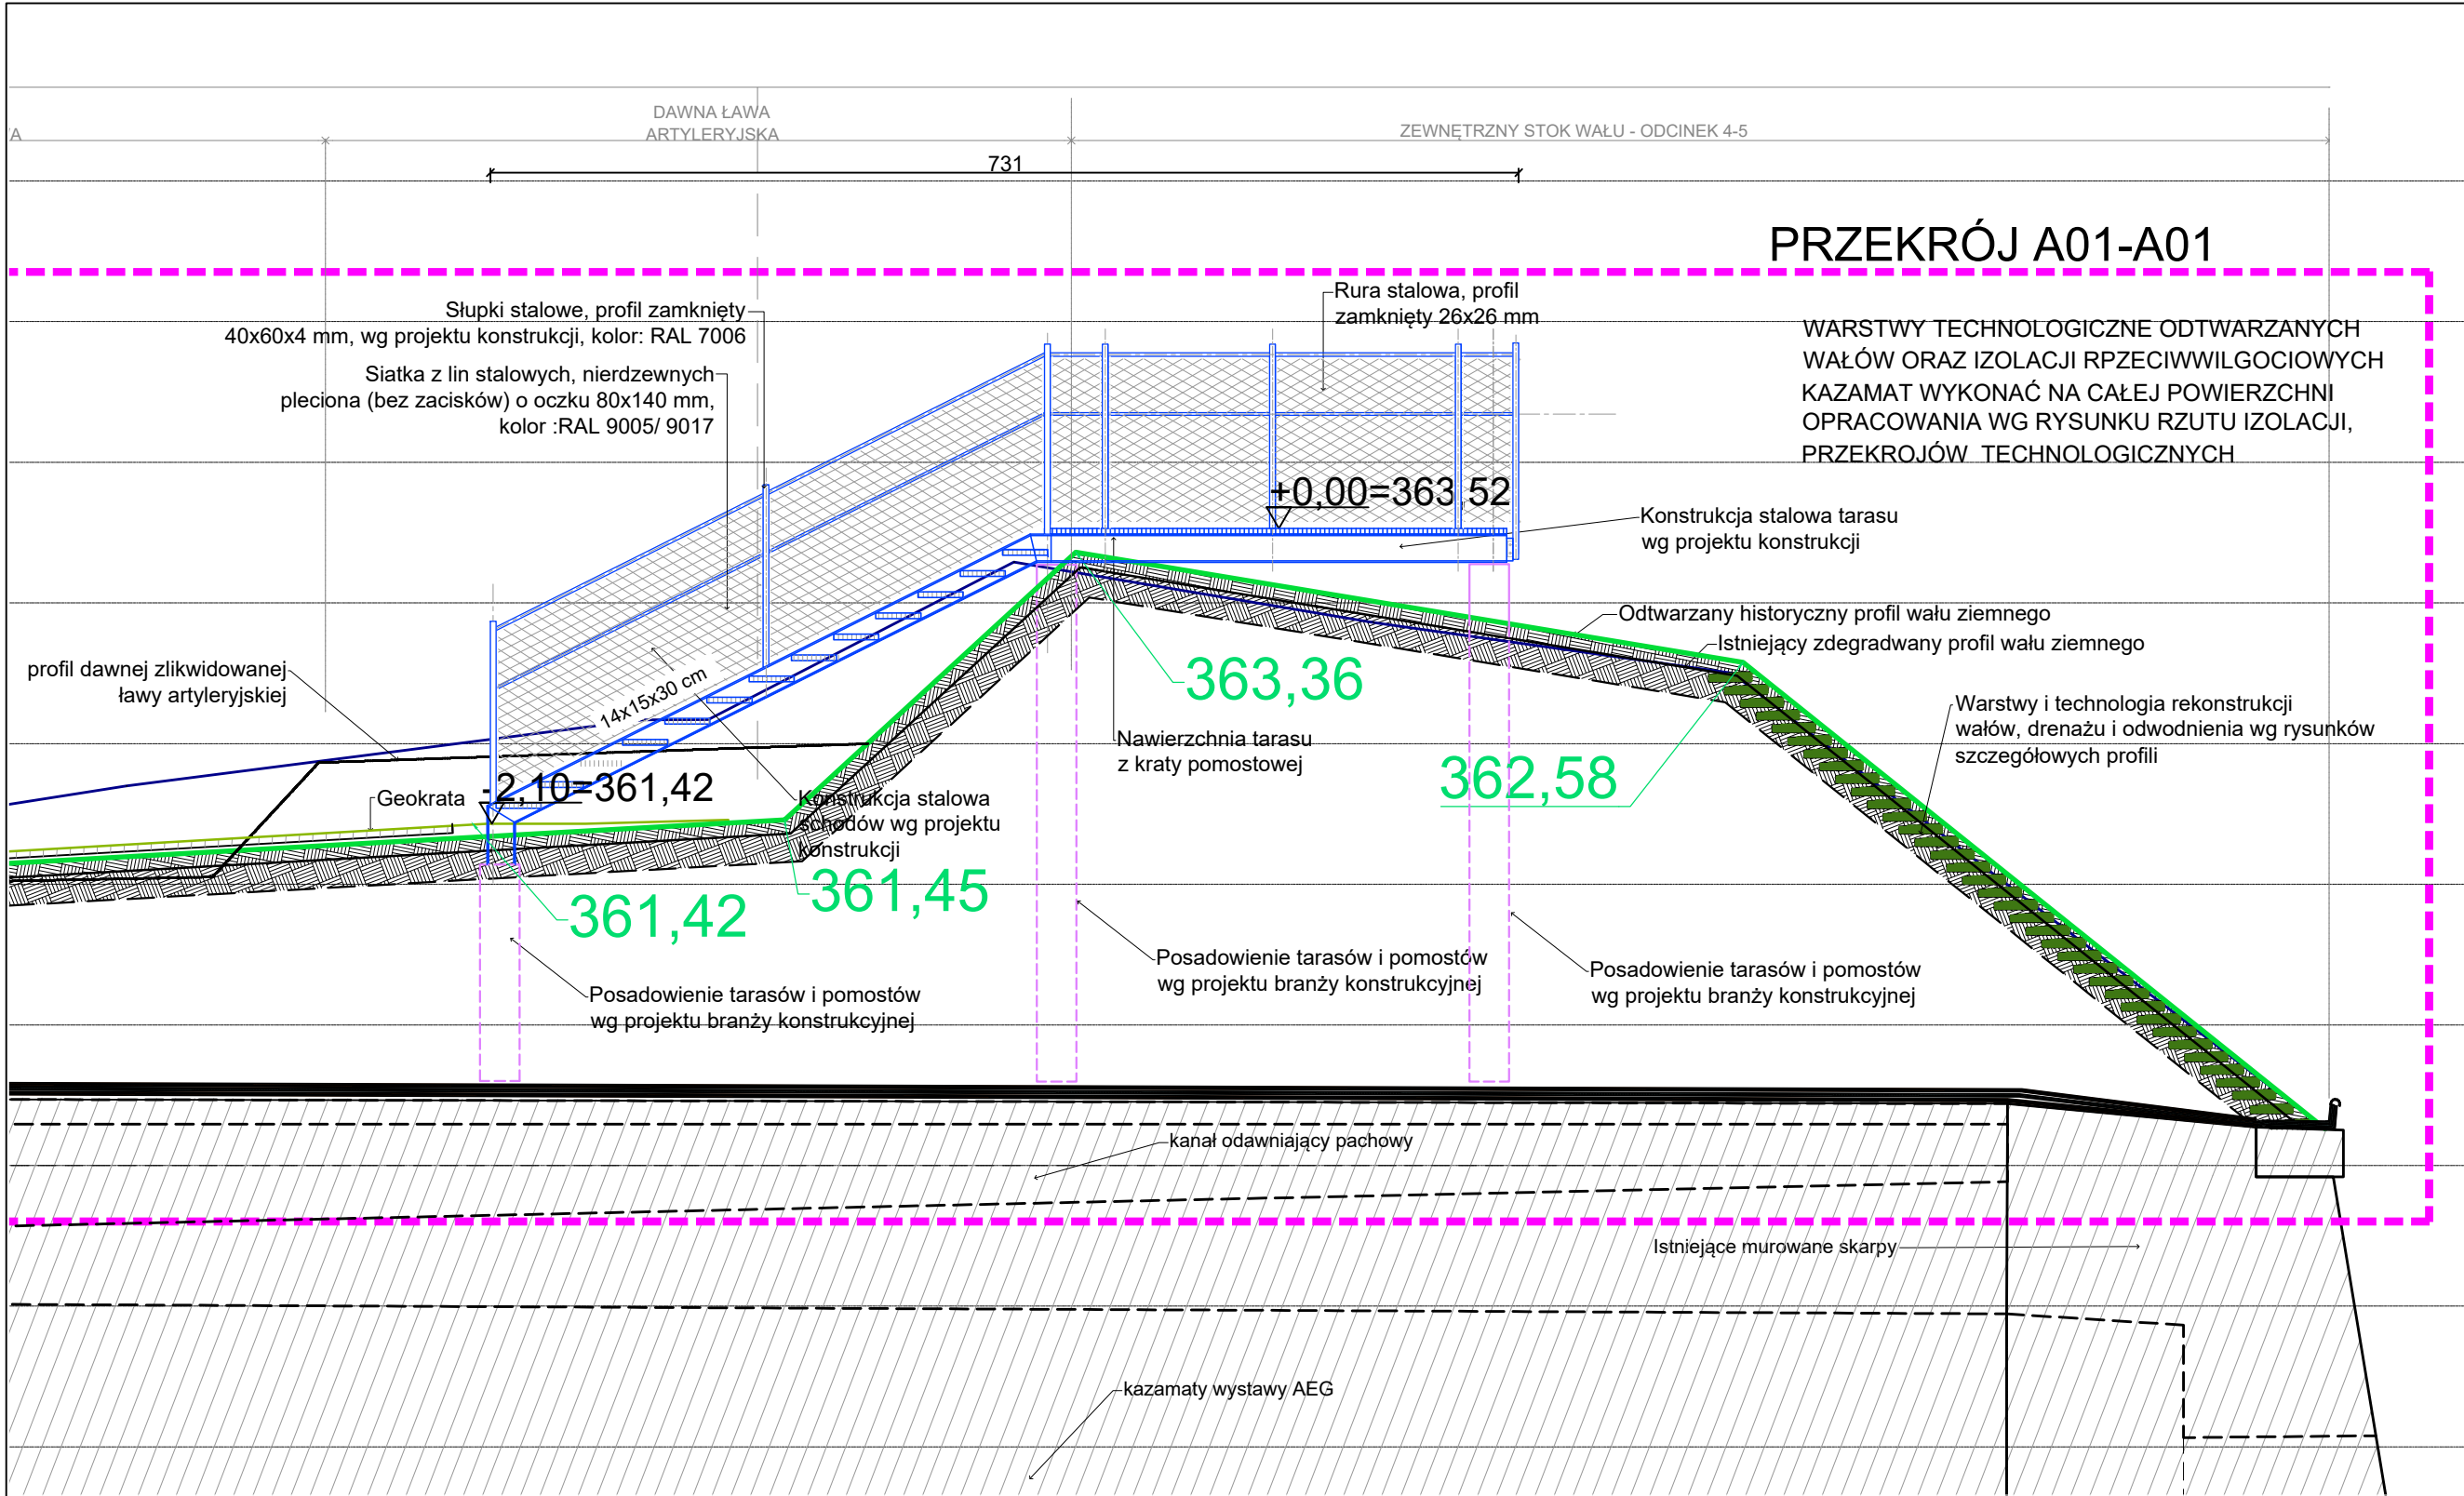 DAWNA ŁAWA
ARTYLERYJSKA
ZEWNĘTRZNY STOK WAŁU - ODCINEK 4-5
A
731
PRZEKRÓJ A01-A01
Słupki stalowe, profil zamknięty
40x60x4 mm, wg projektu konstrukcji, kolor: RAL 7006
Siatka z lin stalowych, nierdzewnych
pleciona (bez zacisków) o oczku 80x140 mm,
kolor :RAL 9005/ 9017
Rura stalowa, profil
zamknięty 26x26 mm
WARSTWY TECHNOLOGICZNE ODTWARZANYCH
WAŁÓW ORAZ IZOLACJI RPZECIWWILGOCIOWYCH
KAZAMAT WYKONAĆ NA CAŁEJ POWIERZCHNI
OPRACOWANIA WG RYSUNKU RZUTU IZOLACJI,
PRZEKROJÓW TECHNOLOGICZNYCH
+0,00=363,52
Konstrukcja stalowa tarasu
wg projektu konstrukcji
Odtwarzany historyczny profil wału ziemnego
Istniejący zdegradwany profil wału ziemnego
profil dawnej zlikwidowanej
ławy artyleryjskiej
14x15x30 cm
363,36
Warstwy i technologia rekonstrukcji
wałów, drenażu i odwodnienia wg rysunków
szczegółowych profili
Nawierzchnia tarasu
z kraty pomostowej
362,58
Geokrata
-2,10=361,42
Konstrukcja stalowa
schodów wg projektu
konstrukcji
361,45
361,42
Posadowienie tarasów i pomostów
wg projektu branży konstrukcyjnej
Posadowienie tarasów i pomostów
wg projektu branży konstrukcyjnej
Posadowienie tarasów i pomostów
wg projektu branży konstrukcyjnej
kanał odawniający pachowy
Istniejące murowane skarpy
kazamaty wystawy AEG